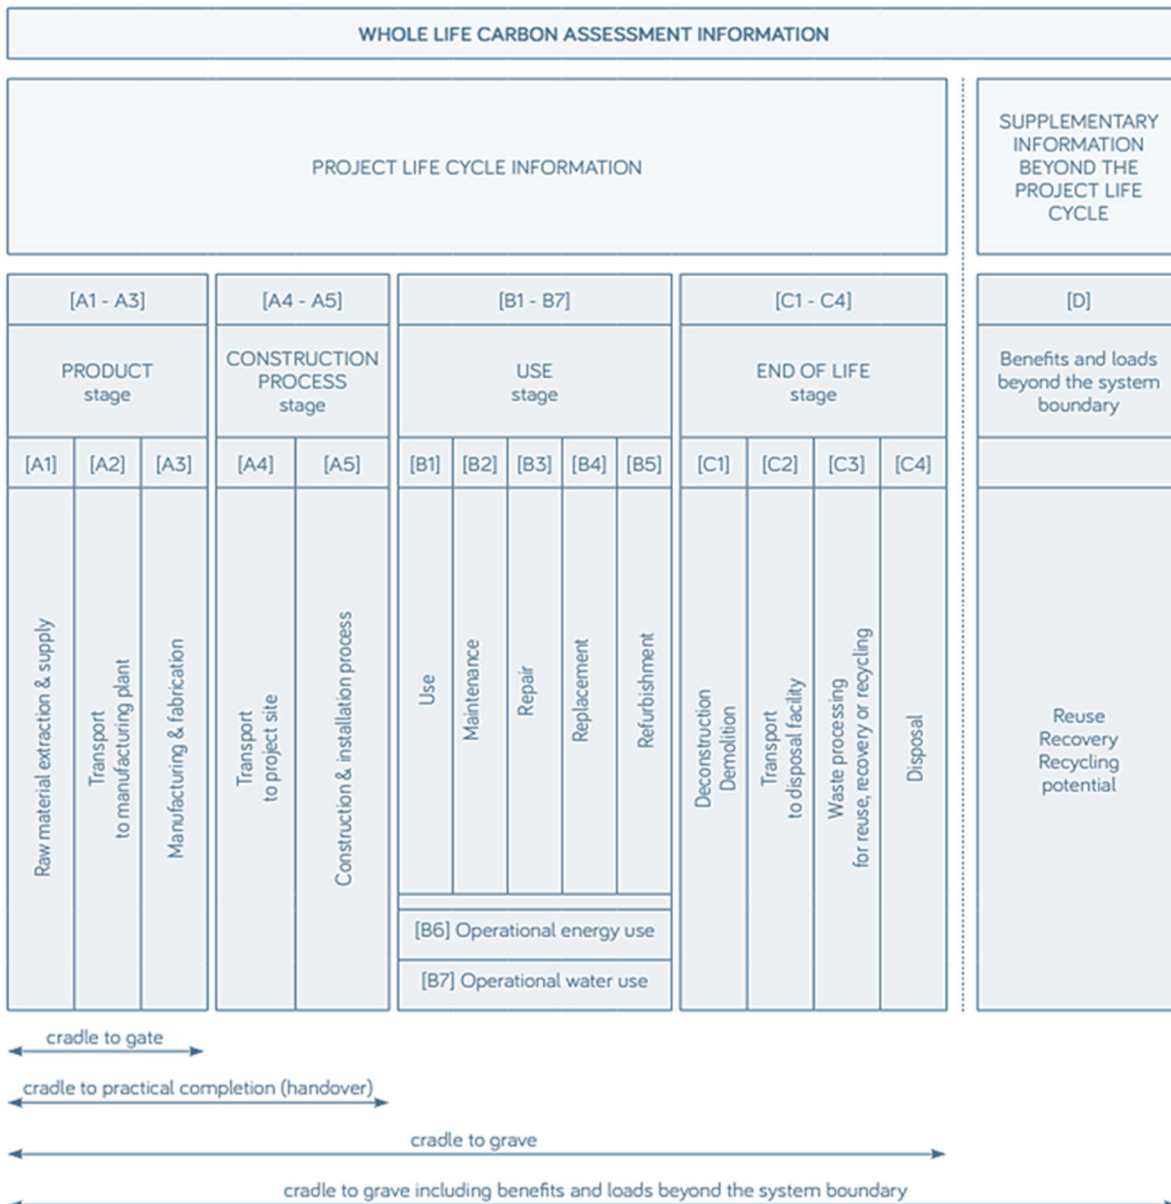 WHOLE LIFE CARBON ASSESSMENT INFORMATION
PROJECT LIFE CYCLE INFORMATION
SUPPLEMENTARY
INFORMATION
BEYOND THE
PROJECT LIFE
CYCLE
[A1 - A3]
[A4 - A5]
[B1 - B7]
[C1 - C4]
[D]
PRODUCT
stage
CONSTRUCTION
PROCESS
stage
USE
stage
END OF LIFE
stage
Benefits and loads
beyond the system
boundary
[A1]
[A2]
[A3]
[A4]
[A5]
[B1]
[B2]
[B3]
[B4]
[B5]
[C1]
[C2]
[C3]
[C4]
Raw material extraction & supply
Transport
to manufacturing plant
Manufacturing & fabrication
Transport
to project site
Construction & installation process
Use
Maintenance
Repair
Replacement
Refurbishment
Deconstruction
Demolition
Transport
to disposal facility
Waste processing
for reuse, recovery or recycling
Disposal
Reuse
Recovery
Recycling
potential
[B6] Operational energy use
[B7] Operational water use
cradle to gate
cradle to practical completion (handover)
cradle to grave
cradle to grave including benefits and loads beyond the system boundary